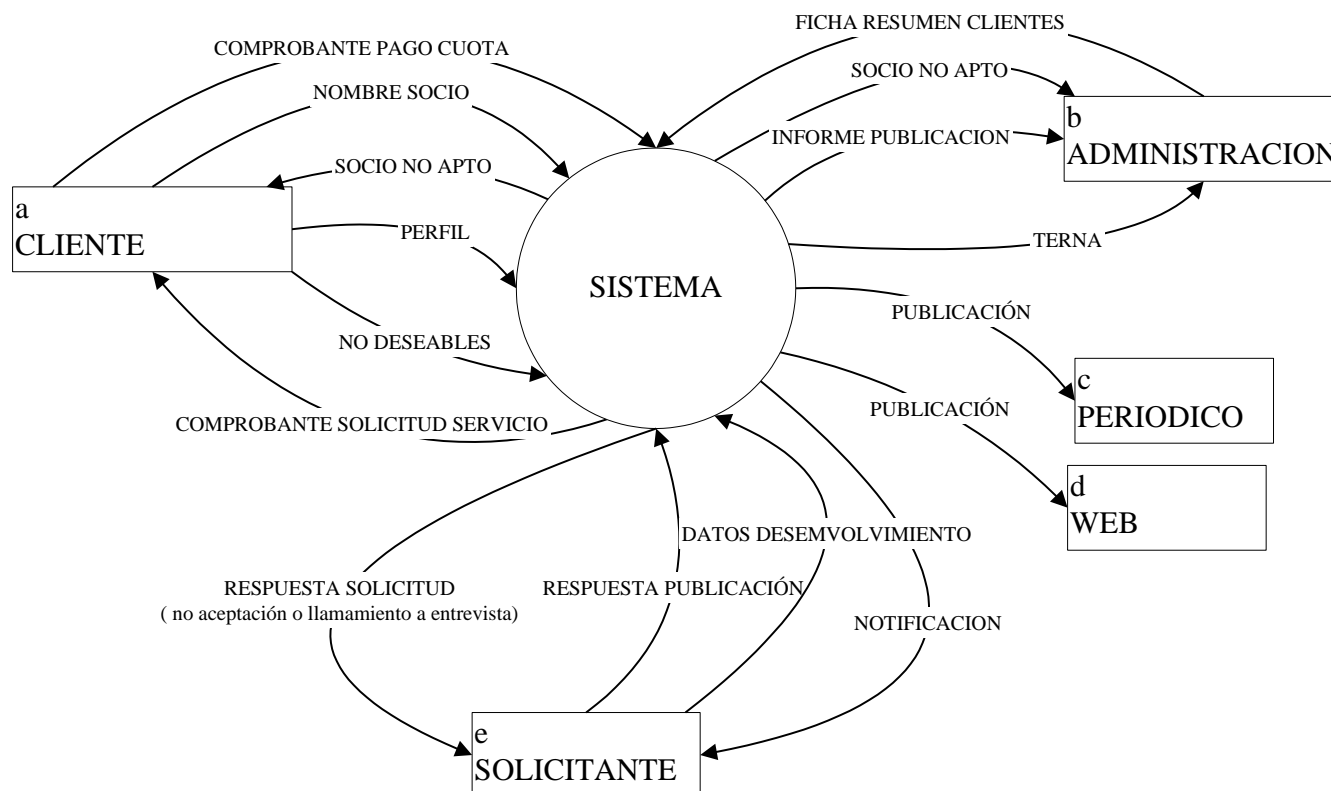 FICHA RESUMEN CLIENTES
COMPROBANTE PAGO CUOTA
SOCIO NO APTO
NOMBRE SOCIO
b
ADMINISTRACION
INFORME PUBLICACION
SOCIO NO APTO
a
CLIENTE
PERFIL
TERNA
SISTEMA
PUBLICACIÓN
NO DESEABLES
c
PERIODICO
PUBLICACIÓN
COMPROBANTE SOLICITUD SERVICIO
d
WEB
DATOS DESEMVOLVIMIENTO
RESPUESTA SOLICITUD
( no aceptación o llamamiento a entrevista)
RESPUESTA PUBLICACIÓN
NOTIFICACION
e
SOLICITANTE